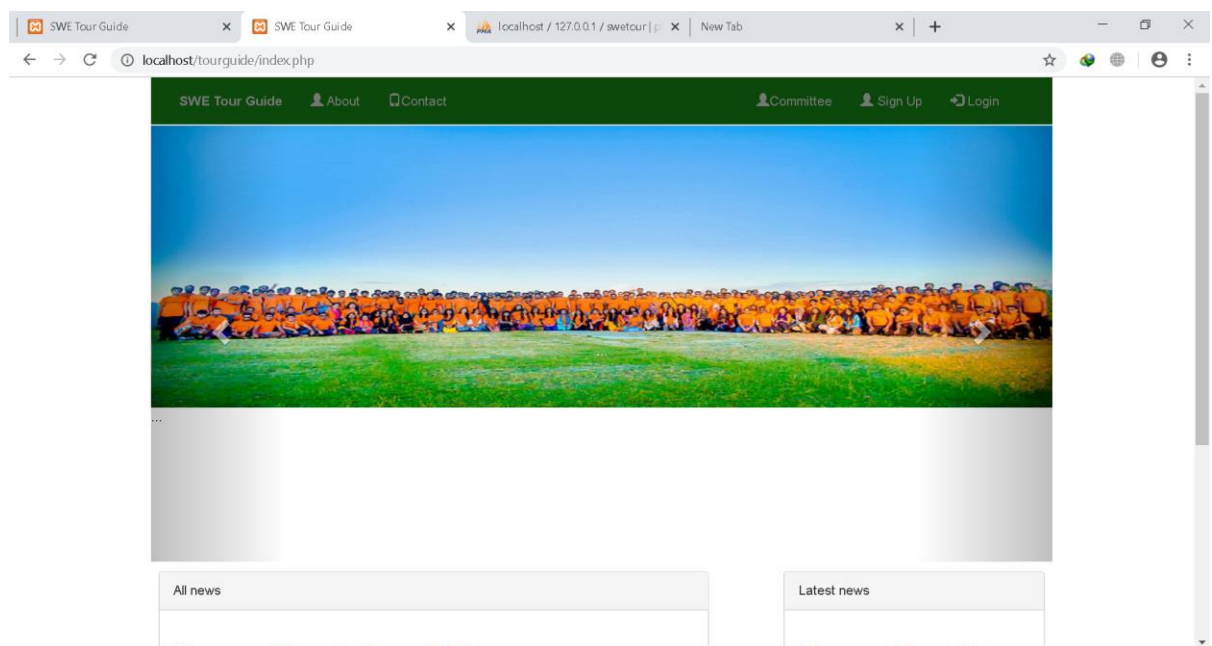 SWE Tour Guide
SWE Tour Guide
localhost / 127.0.0.1 / swetour | p
New Tab
localhost/tourguide/index.php
SWE Tour Guide About Contact Committee Sign Up Login
...
...
All news
Latest news